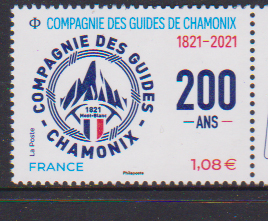 COMPAGNIE DES GUIDES DE CHAMONIX
1821-2021
COMPAGNIE DES GUIDES
1821
Mont-Blanc
- CHAMONIX -
200
-ANS-
La Poste
FRANCE
1,08 €
Philaposte